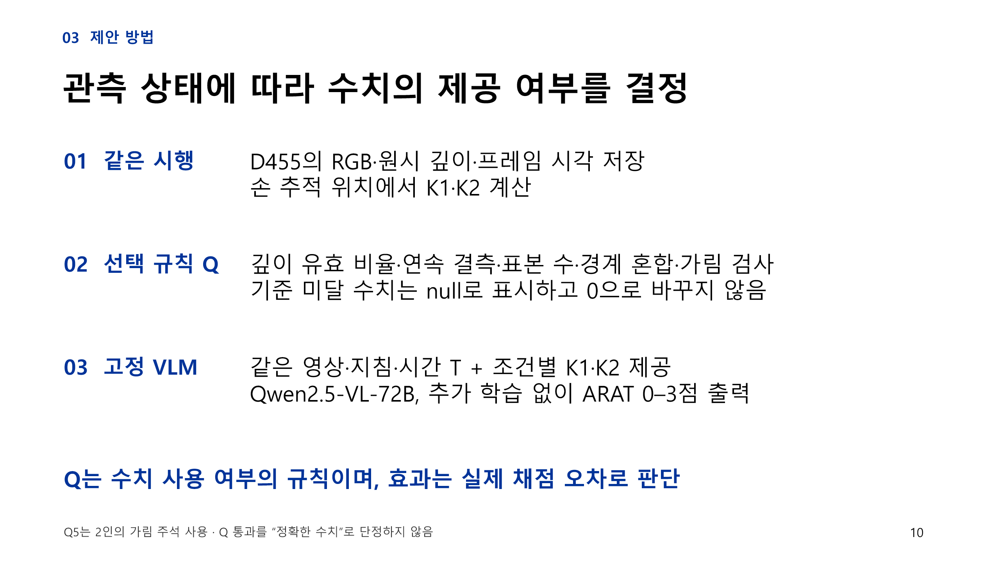 03 제안 방법
관측 상태에 따라 수치의 제공 여부를 결정
01 같은 시행
D455의 RGB·원시 깊이·프레임 시각 저장
손 추적 위치에서 K1·K2 계산
02 선택 규칙 Q
깊이 유효 비율·연속 결측·표본 수·경계 혼합·가림 검사
기준 미달 수치는 null로 표시하고 0으로 바꾸지 않음
03 고정 VLM
같은 영상·지침·시간 T + 조건별 K1·K2 제공
Qwen2.5-VL-72B, 추가 학습 없이 ARAT 0–3점 출력
Q는 수치 사용 여부의 규칙이며, 효과는 실제 채점 오차로 판단
Q5는 2인의 가림 주석 사용 · Q 통과를 “정확한 수치”로 단정하지 않음
10